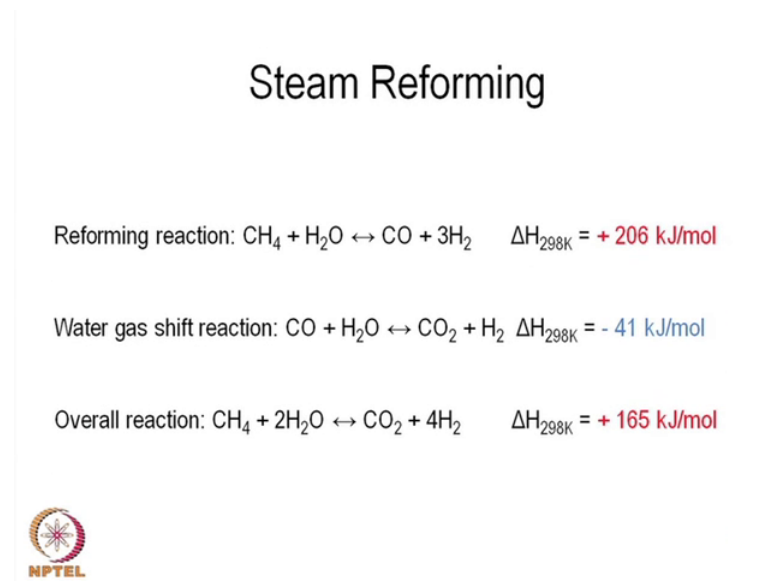 Steam Reforming
Reforming reaction: CH₄ + H₂O ↔ CO + 3H₂ ΔH₂₉₈ₖ = + 206 kJ/mol
Water gas shift reaction: CO + H₂O ↔ CO₂ + H₂ ΔH₂₉₈ₖ = - 41 kJ/mol
Overall reaction: CH₄ + 2H₂O ↔ CO₂ + 4H₂ ΔH₂₉₈ₖ = + 165 kJ/mol
NPTEL